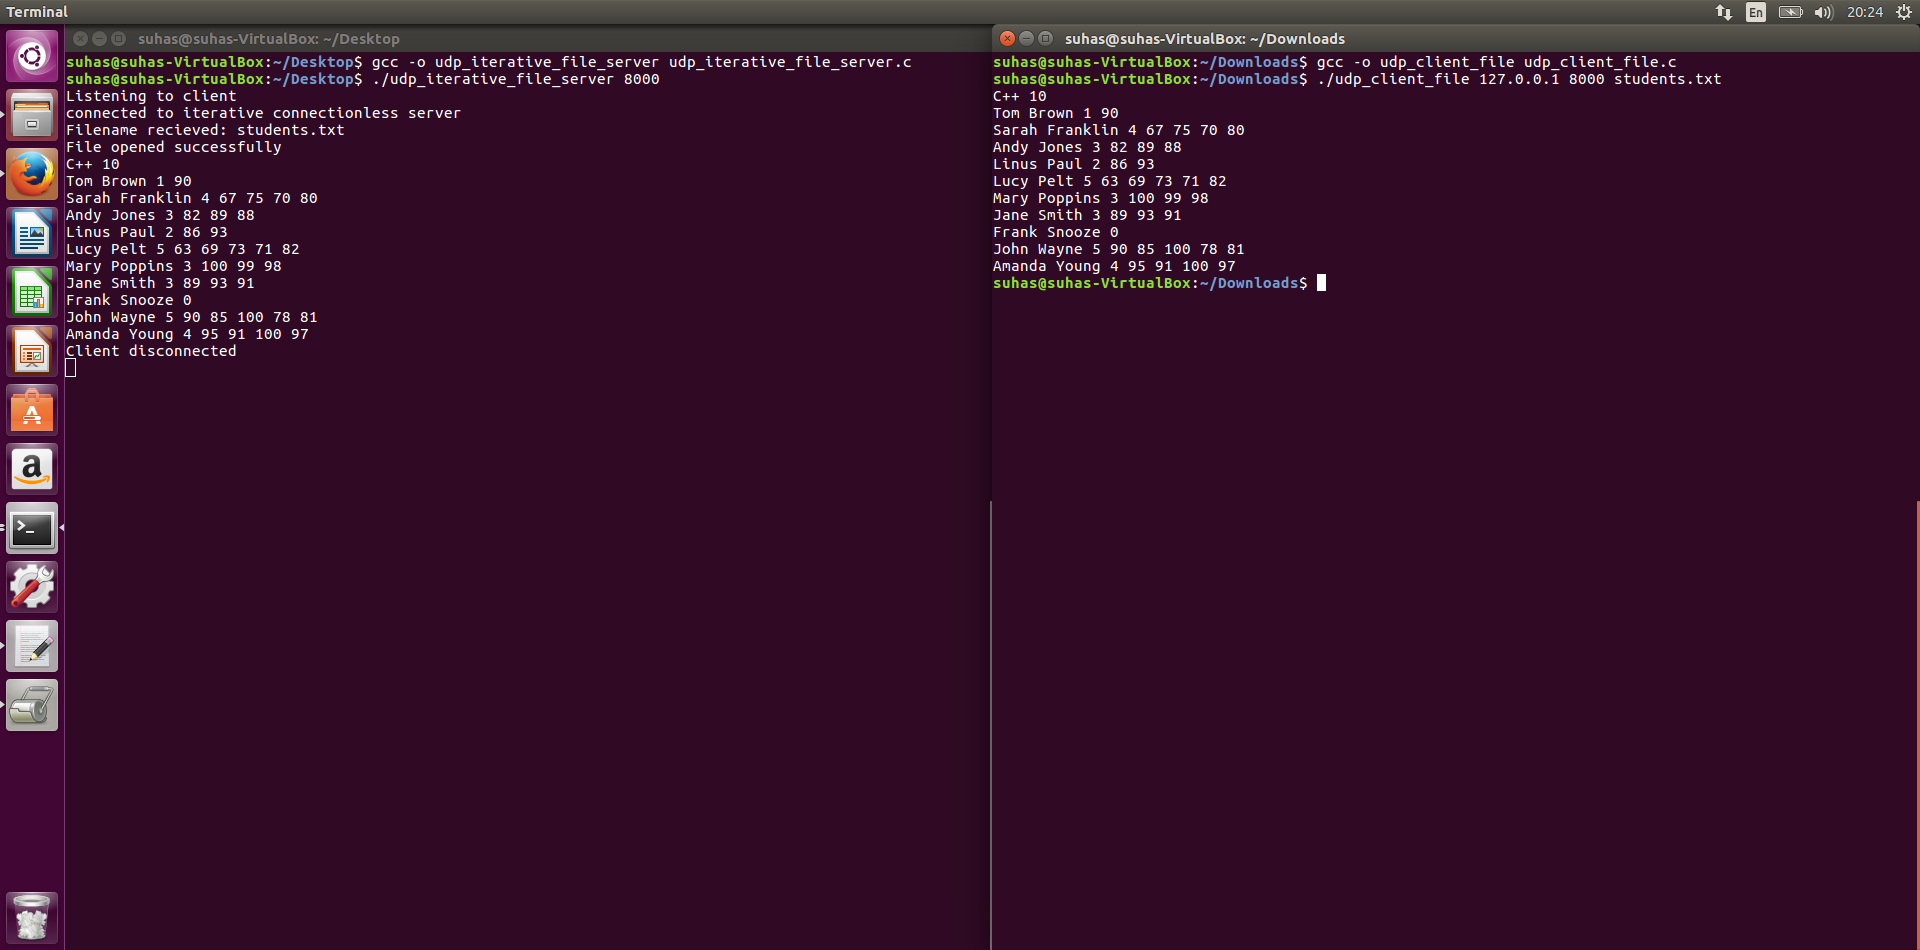 Terminal
En
20:24
suhas@suhas-VirtualBox: ~/Desktop
suhas@suhas-VirtualBox:~/Desktop$ gcc -o udp_iterative_file_server udp_iterative_file_server.c
suhas@suhas-VirtualBox:~/Desktop$ ./udp_iterative_file_server 8000
Listening to client
connected to iterative connectionless server
Filename recieved: students.txt
File opened successfully
C++ 10
Tom Brown 1 90
Sarah Franklin 4 67 75 70 80
Andy Jones 3 82 89 88
Linus Paul 2 86 93
Lucy Pelt 5 63 69 73 71 82
Mary Poppins 3 100 99 98
Jane Smith 3 89 93 91
Frank Snooze 0
John Wayne 5 90 85 100 78 81
Amanda Young 4 95 91 100 97
Client disconnected
suhas@suhas-VirtualBox: ~/Downloads
suhas@suhas-VirtualBox:~/Downloads$ gcc -o udp_client_file udp_client_file.c
suhas@suhas-VirtualBox:~/Downloads$ ./udp_client_file 127.0.0.1 8000 students.txt
C++ 10
Tom Brown 1 90
Sarah Franklin 4 67 75 70 80
Andy Jones 3 82 89 88
Linus Paul 2 86 93
Lucy Pelt 5 63 69 73 71 82
Mary Poppins 3 100 99 98
Jane Smith 3 89 93 91
Frank Snooze 0
John Wayne 5 90 85 100 78 81
Amanda Young 4 95 91 100 97
suhas@suhas-VirtualBox:~/Downloads$